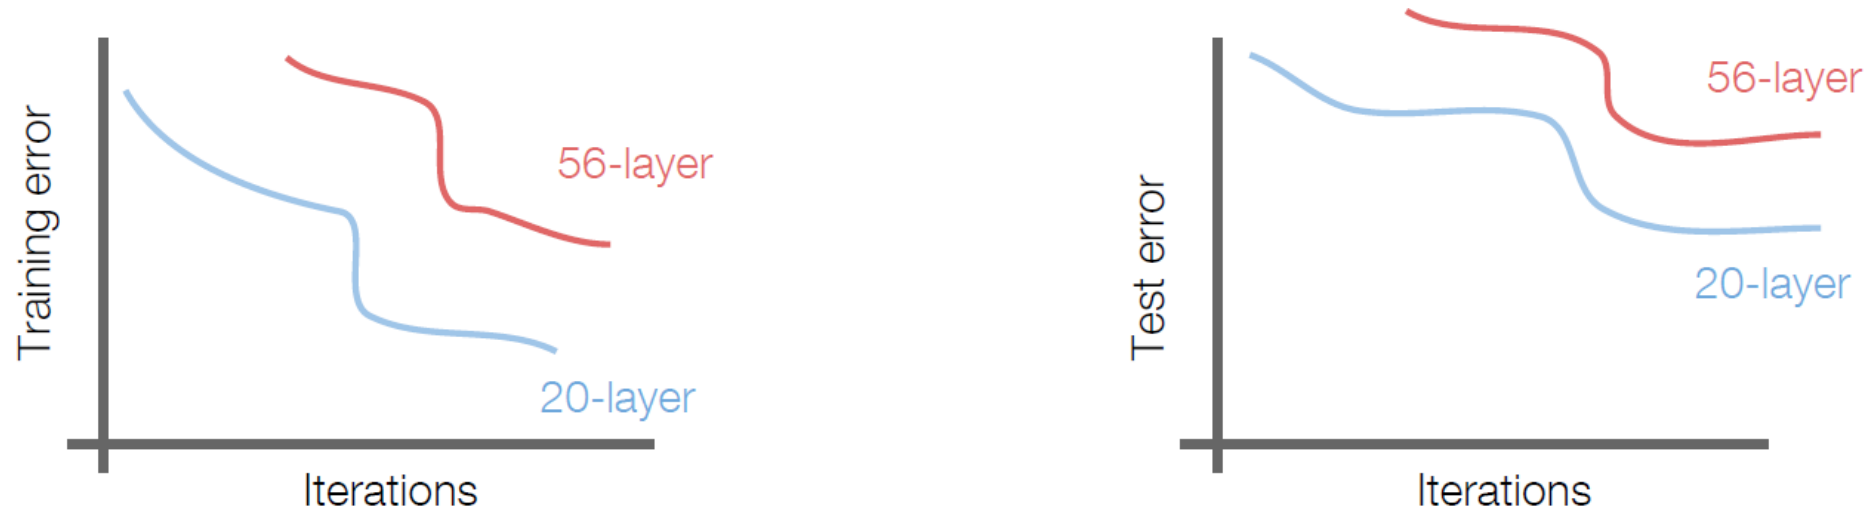 Training error
56-layer
20-layer
Iterations
Test error
56-layer
20-layer
Iterations